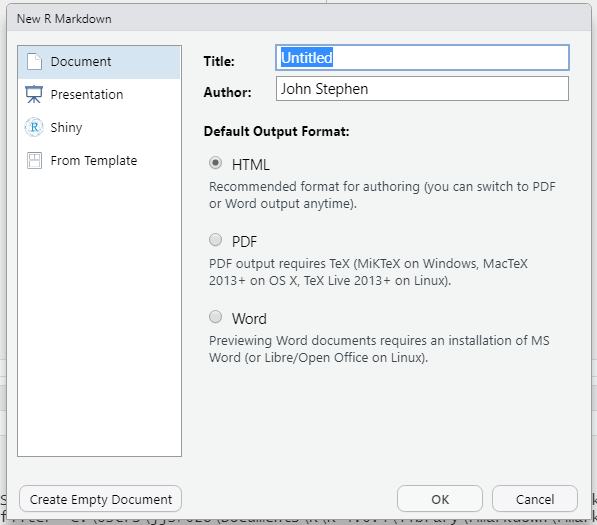 New R Markdown
Document
Presentation
Shiny
From Template
Title: Untitled
Author: John Stephen
Default Output Format:
HTML
Recommended format for authoring (you can switch to PDF
or Word output anytime).
PDF
PDF output requires TeX (MiKTeX on Windows, MacTeX
2013+ on OS X, TeX Live 2013+ on Linux).
Word
Previewing Word documents requires an installation of MS
Word (or Libre/Open Office on Linux).
Create Empty Document
OK
Cancel